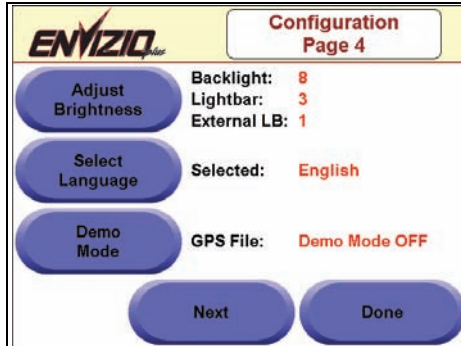 ENVIZIO plus
Configuration
Page 4
Adjust
Brightness
Backlight: 8
Lightbar: 3
External LB: 1
Select
Language
Selected: English
Demo
Mode
GPS File: Demo Mode OFF
Next
Done